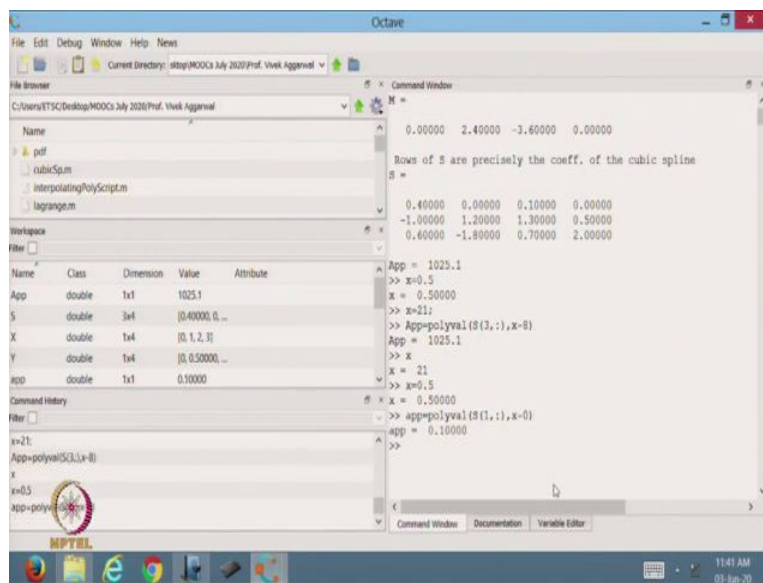 Octave
File Edit Debug Window Help News
Current Directory: sktop\MOOCs July 2020\Prof. Vivek Aggarwal
File Browser
C:/Users/ETSC/Desktop/MOOCs July 2020/Prof. Vivek Aggarwal
Name
pdf
cubicSp.m
interpolatingPolyScript.m
lagrange.m
Workspace
Filter
Name Class Dimension Value Attribute
App double 1x1 1025.1
S double 3x4 [0.40000, 0, ...
X double 1x4 [0, 1, 2, 3]
Y double 1x4 [0, 0.50000, ...
app double 1x1 0.10000
Command History
Filter
x=21;
App=polyval(S(3,:),x-8)
x
x=0.5
Command Window
M =
0.00000 2.40000 -3.60000 0.00000
Rows of S are precisely the coeff. of the cubic spline
S =
0.40000 0.00000 0.10000 0.00000
-1.00000 1.20000 1.30000 0.50000
0.60000 -1.80000 0.70000 2.00000
App = 1025.1
>> x=0.5
x = 0.50000
>> x=21;
>> App=polyval(S(3,:),x-8)
App = 1025.1
>> x
x = 21
>> x=0.5
x = 0.50000
>> app=polyval(S(1,:),x-0)
app = 0.10000
>>
Command Window Documentation Variable Editor
NPTEL
11:41 AM
03-Jun-20